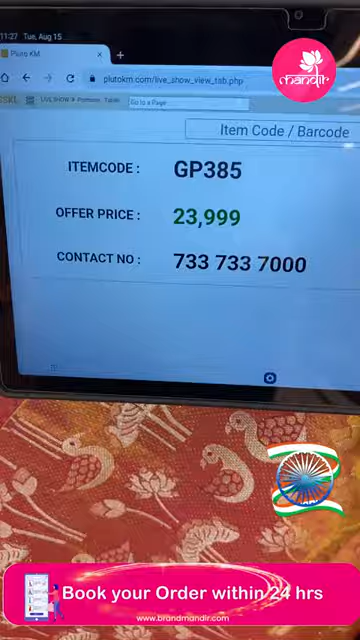 11:27 Tue, Aug 15
Pluto KM
plutokm.com/live_show_view_tab.php
mandir
LIVE SHOW
Go to a Page
Item Code / Barcode
ITEMCODE : GP385
OFFER PRICE : 23,999
CONTACT NO : 733 733 7000
Book your Order within 24 hrs
www.brandmandir.com